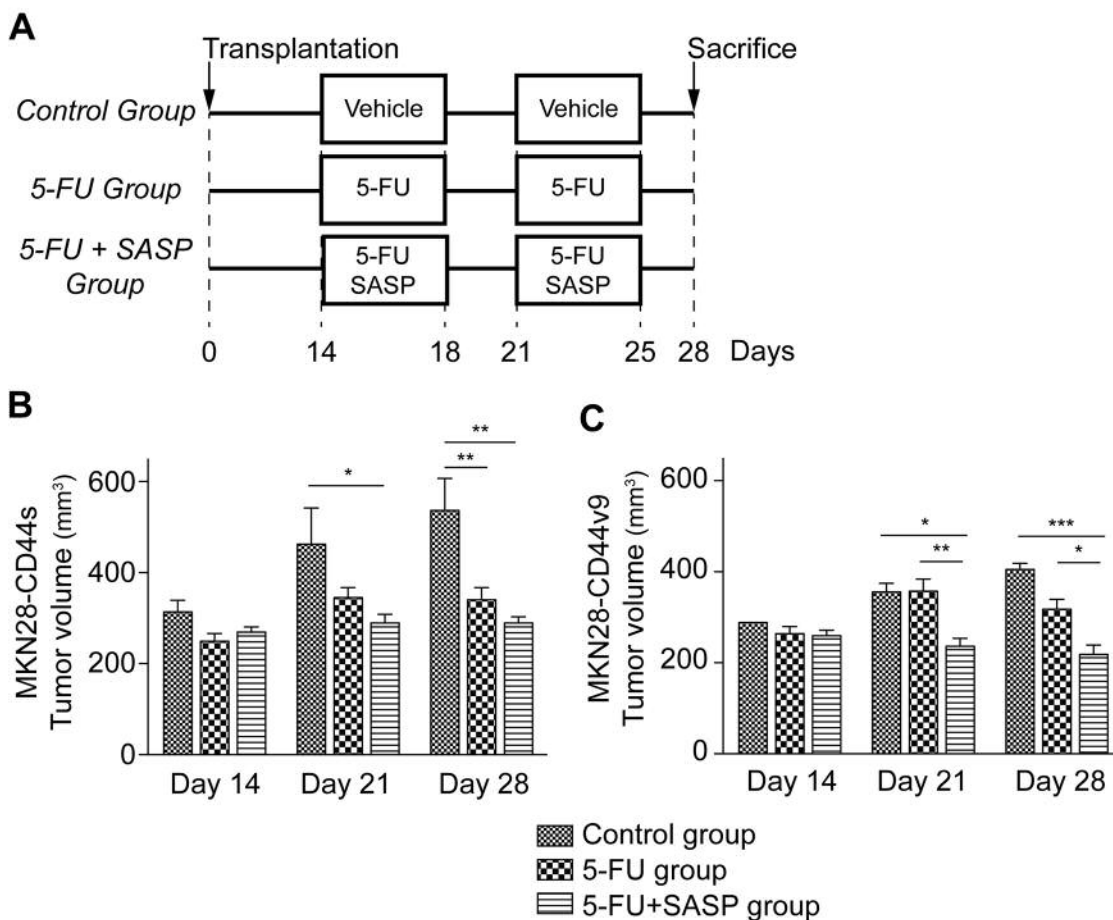 A
Transplantation
Sacrifice
Control Group
Vehicle
Vehicle
5-FU Group
5-FU
5-FU
5-FU + SASP
Group
5-FU
SASP
5-FU
SASP
0 14 18 21 25 28 Days
B
MKN28-CD44s
Tumor volume (mm³)
600
400
200
0
*
**
**
Day 14 Day 21 Day 28
C
MKN28-CD44v9
Tumor volume (mm³)
600
400
200
0
*
**
***
*
Day 14 Day 21 Day 28
Control group
5-FU group
5-FU+SASP group